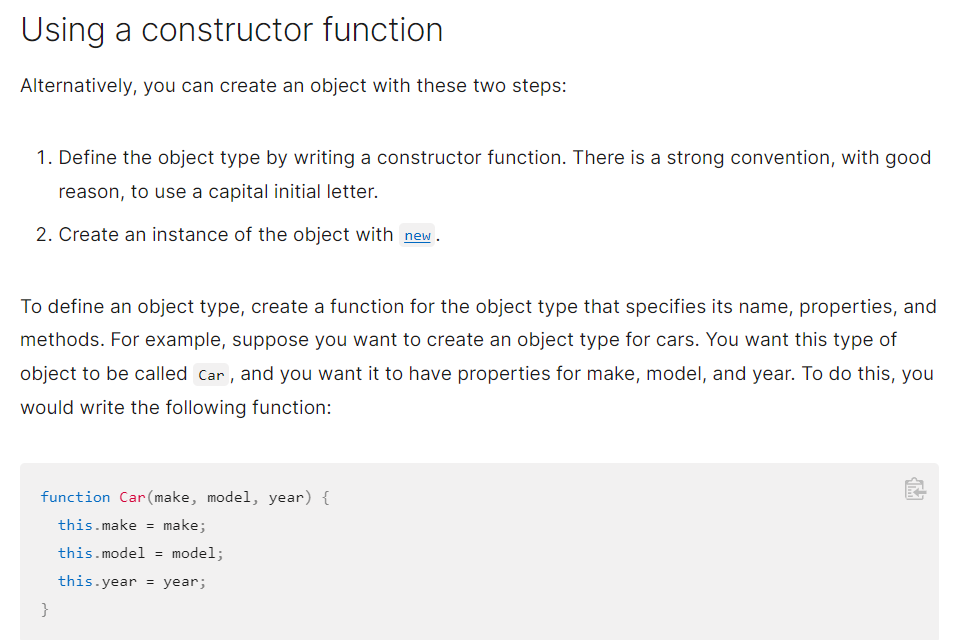 Using a constructor function
Alternatively, you can create an object with these two steps:
1. Define the object type by writing a constructor function. There is a strong convention, with good
reason, to use a capital initial letter.
2. Create an instance of the object with new.
To define an object type, create a function for the object type that specifies its name, properties, and
methods. For example, suppose you want to create an object type for cars. You want this type of
object to be called Car, and you want it to have properties for make, model, and year. To do this, you
would write the following function:
function Car(make, model, year) {
  this.make = make;
  this.model = model;
  this.year = year;
}